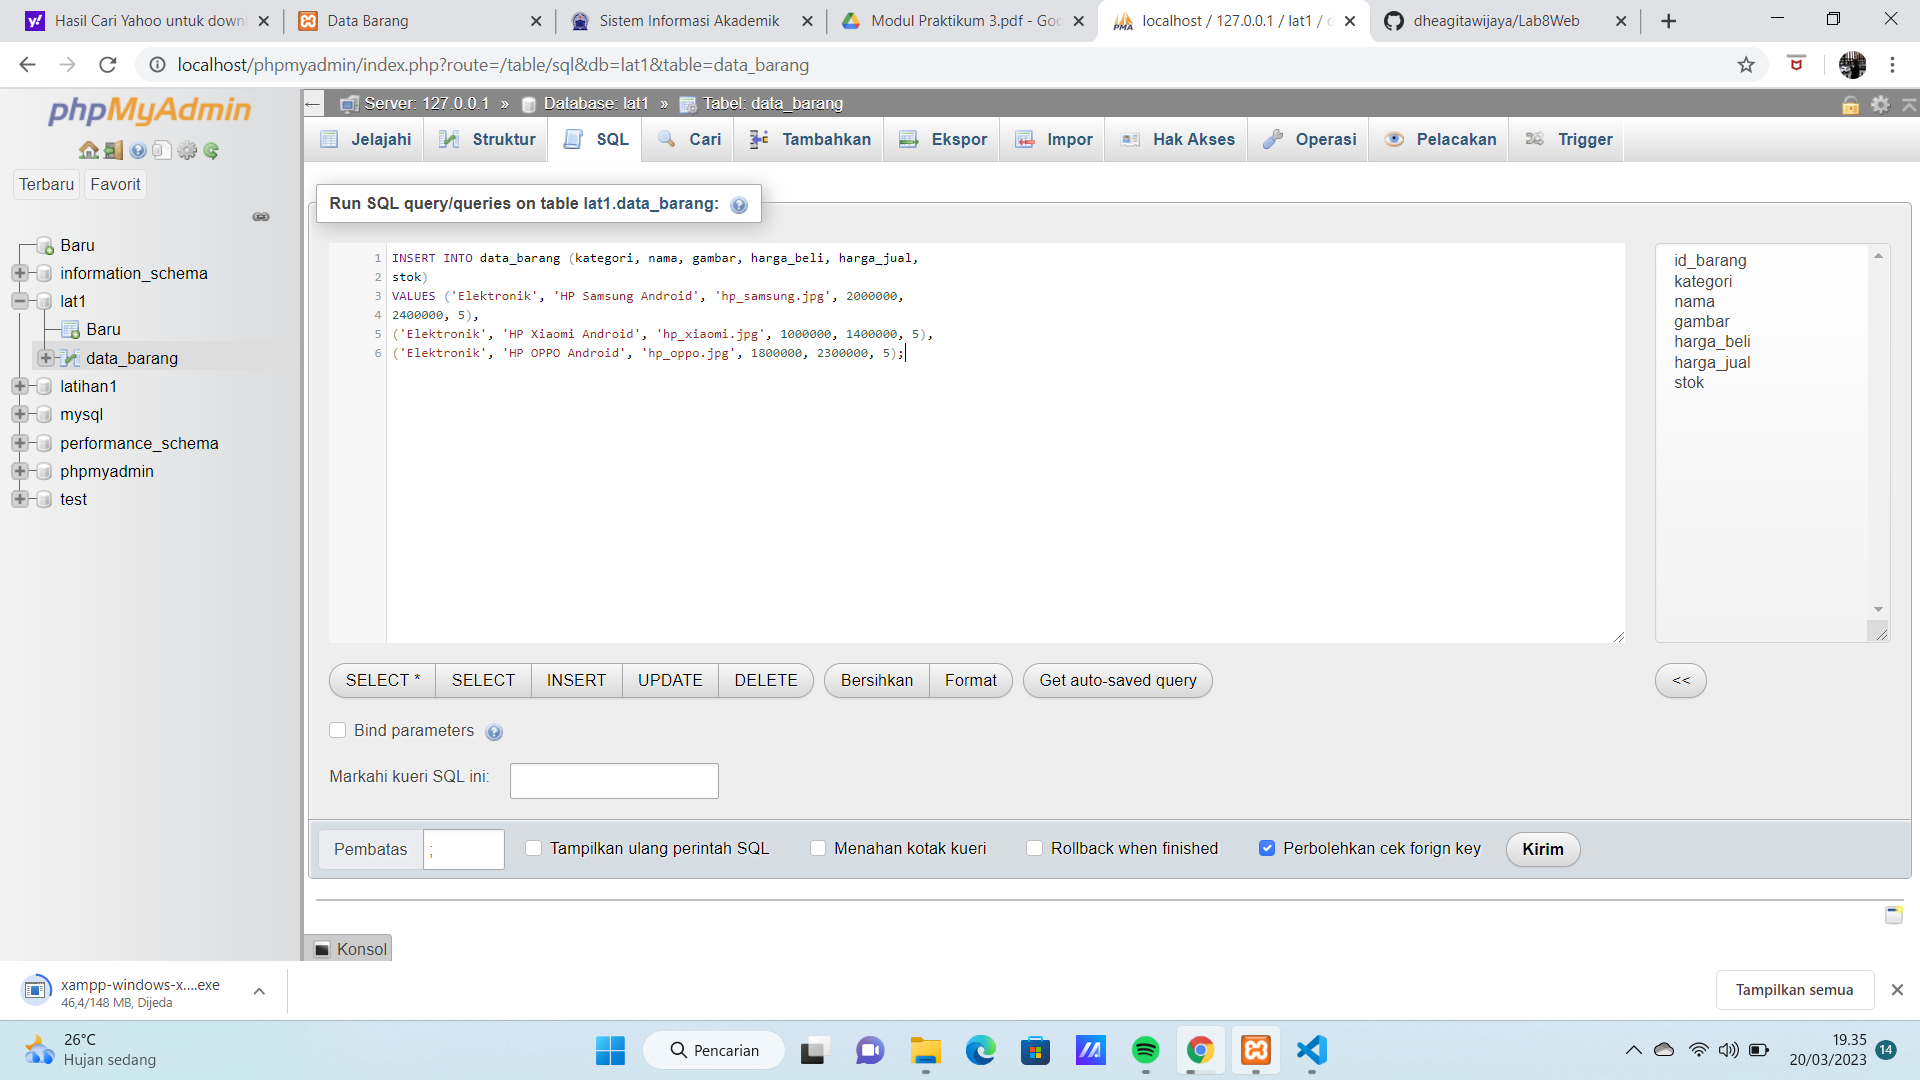 Hasil Cari Yahoo untuk down
Data Barang
Sistem Informasi Akademik
Modul Praktikum 3.pdf - Goo
localhost / 127.0.0.1 / lat1 / d
dheagitawijaya/Lab8Web
localhost/phpmyadmin/index.php?route=/table/sql&db=lat1&table=data_barang
phpMyAdmin
Terbaru
Favorit
Baru
information_schema
lat1
Baru
data_barang
latihan1
mysql
performance_schema
phpmyadmin
test
Server: 127.0.0.1 » Database: lat1 » Tabel: data_barang
Jelajahi
Struktur
SQL
Cari
Tambahkan
Ekspor
Impor
Hak Akses
Operasi
Pelacakan
Trigger
Run SQL query/queries on table lat1.data_barang:
1 INSERT INTO data_barang (kategori, nama, gambar, harga_beli, harga_jual,
2 stok)
3 VALUES ('Elektronik', 'HP Samsung Android', 'hp_samsung.jpg', 2000000,
4 2400000, 5),
5 ('Elektronik', 'HP Xiaomi Android', 'hp_xiaomi.jpg', 1000000, 1400000, 5),
6 ('Elektronik', 'HP OPPO Android', 'hp_oppo.jpg', 1800000, 2300000, 5);
id_barang
kategori
nama
gambar
harga_beli
harga_jual
stok
SELECT *
SELECT
INSERT
UPDATE
DELETE
Bersihkan
Format
Get auto-saved query
<<
Bind parameters
Markahi kueri SQL ini:
Pembatas
;
Tampilkan ulang perintah SQL
Menahan kotak kueri
Rollback when finished
Perbolehkan cek forign key
Kirim
Konsol
xampp-windows-x....exe
46,4/148 MB, Dijeda
Tampilkan semua
26°C
Hujan sedang
Pencarian
19.35
20/03/2023
14